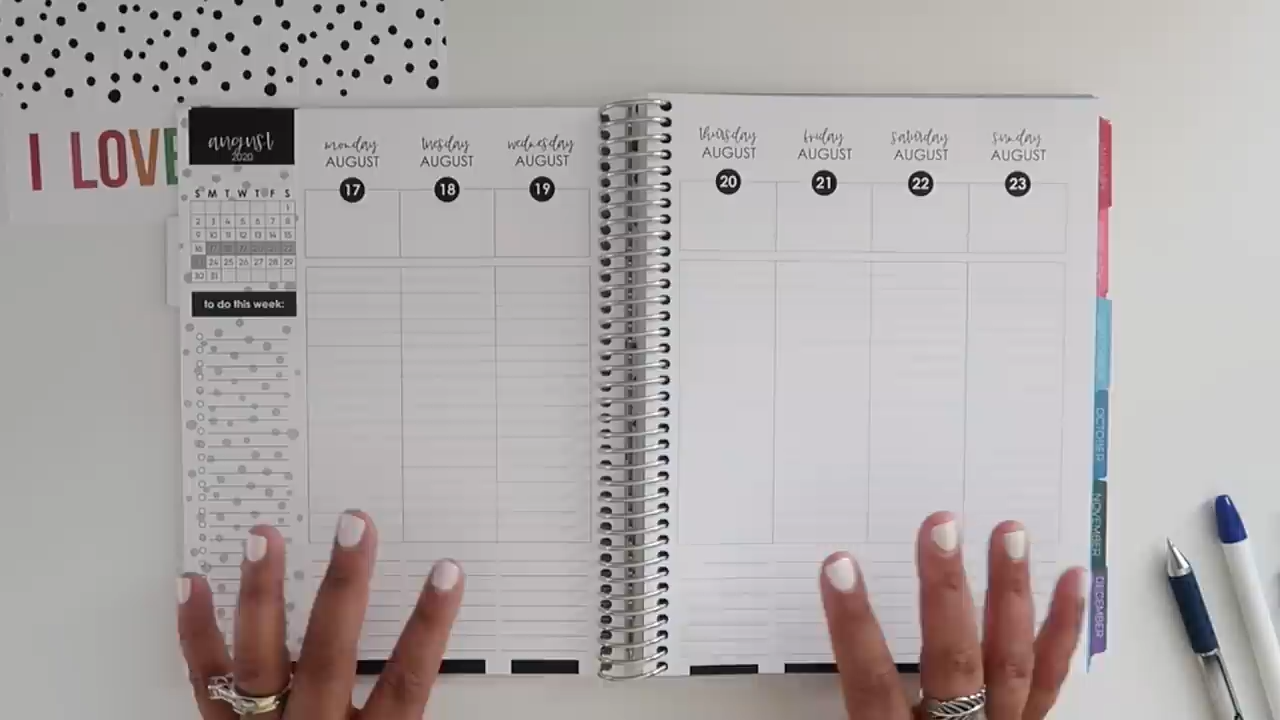 I LOVE
august
2020
S M T W T F S
1
2 3 4 5 6 7 8
9 10 11 12 13 14 15
16 17 18 19 20 21 22
24 25 26 27 28 29
30 31
to do this week:
monday
AUGUST
17
tuesday
AUGUST
18
wednesday
AUGUST
19
thursday
AUGUST
20
friday
AUGUST
21
saturday
AUGUST
22
sunday
AUGUST
23
OCTOBER
NOVEMBER
DECEMBER